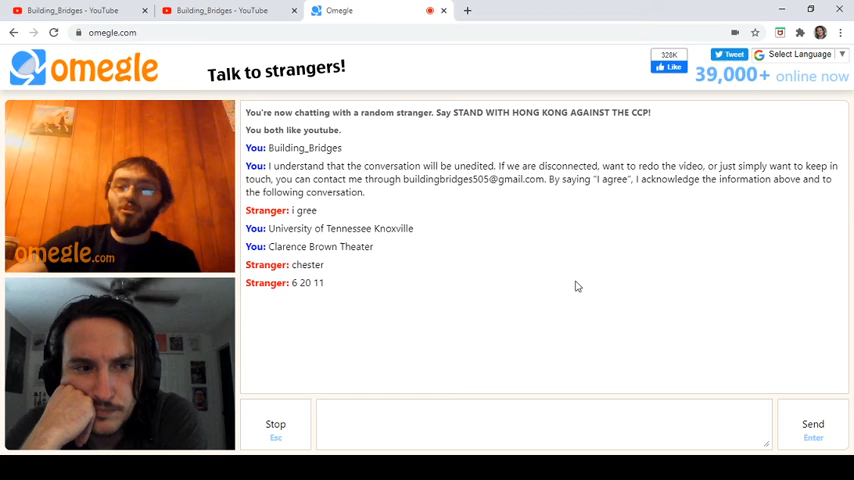 Building_Bridges - YouTube
Building_Bridges - YouTube
Omegle
omegle.com
omegle
Talk to strangers!
328K
Like
Tweet
G Select Language
39,000+ online now
You're now chatting with a random stranger. Say STAND WITH HONG KONG AGAINST THE CCP!
You both like youtube.
You: Building_Bridges
You: I understand that the conversation will be unedited. If we are disconnected, want to redo the video, or just simply want to keep in
touch, you can contact me through buildingbridges505@gmail.com. By saying "I agree", I acknowledge the information above and to
the following conversation.
Stranger: i gree
You: University of Tennessee Knoxville
You: Clarence Brown Theater
Stranger: chester
Stranger: 6 20 11
omegle.com
Stop
Esc
Send
Enter